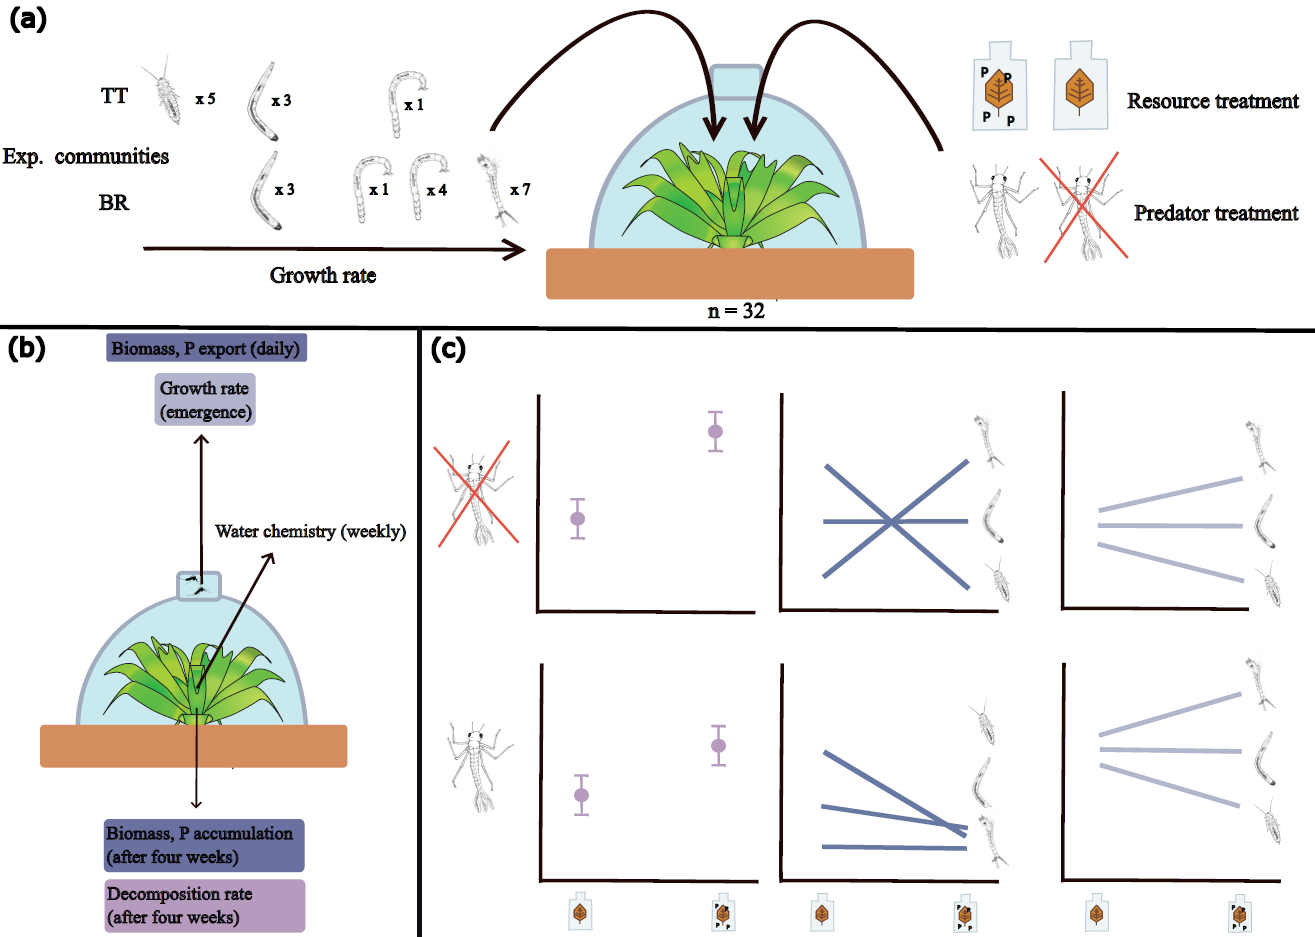 (a)
TT
x 5
x 3
x 1
P
P
P
P
Resource treatment
Exp. communities
BR
x 3
x 1
x 4
x 7
Predator treatment
Growth rate
n = 32
(b)
Biomass, P export (daily)
Growth rate
(emergence)
Water chemistry (weekly)
Biomass, P accumulation
(after four weeks)
Decomposition rate
(after four weeks)
(c)
P
P
P
P
P
P
P
P
P
P
P
P